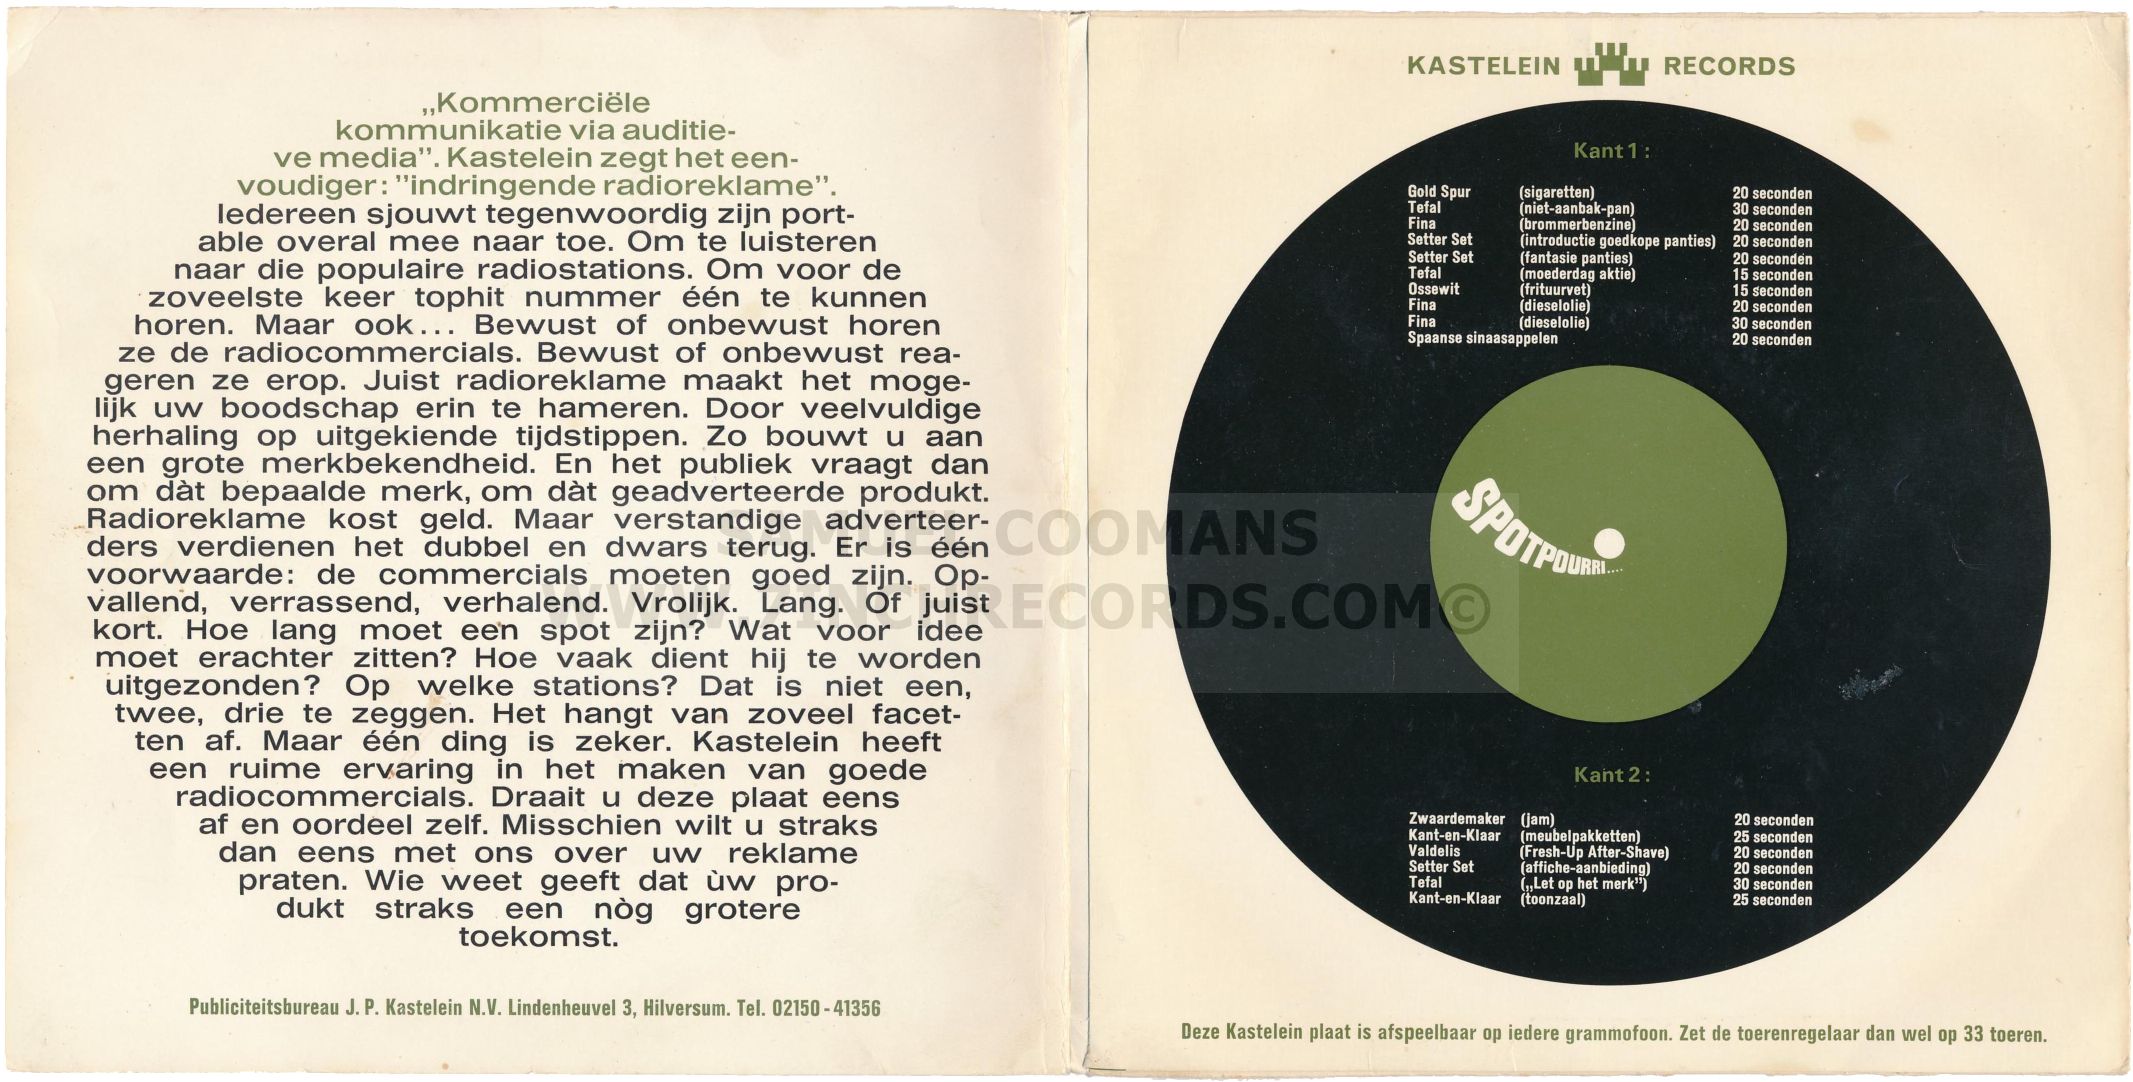 „Kommerciële
kommunikatie via auditie-
ve media”. Kastelein zegt het een-
voudiger: ”indringende radioreklame”.
Iedereen sjouwt tegenwoordig zijn port-
able overal mee naar toe. Om te luisteren
naar die populaire radiostations. Om voor de
zoveelste keer tophit nummer één te kunnen
horen. Maar ook... Bewust of onbewust horen
ze de radiocommercials. Bewust of onbewust rea-
geren ze erop. Juist radioreklame maakt het moge-
lijk uw boodschap erin te hameren. Door veelvuldige
herhaling op uitgekiende tijdstippen. Zo bouwt u aan
een grote merkbekendheid. En het publiek vraagt dan
om dàt bepaalde merk, om dàt geadverteerde produkt.
Radioreklame kost geld. Maar verstandige adverteer-
ders verdienen het dubbel en dwars terug. Er is één
voorwaarde: de commercials moeten goed zijn. Op-
vallend, verrassend, verhalend. Vrolijk. Lang. Of juist
kort. Hoe lang moet een spot zijn? Wat voor idee
moet erachter zitten? Hoe vaak dient hij te worden
uitgezonden? Op welke stations? Dat is niet een,
twee, drie te zeggen. Het hangt van zoveel facet-
ten af. Maar één ding is zeker. Kastelein heeft
een ruime ervaring in het maken van goede
radiocommercials. Draait u deze plaat eens
af en oordeel zelf. Misschien wilt u straks
dan eens met ons over uw reklame
praten. Wie weet geeft dat ùw pro-
dukt straks een nòg grotere
toekomst.
Publiciteitsbureau J. P. Kastelein N.V. Lindenheuvel 3, Hilversum. Tel. 02150-41356
KASTELEIN RECORDS
Kant 1:
Gold Spur (sigaretten) 20 seconden
Tefal (niet-aanbak-pan) 30 seconden
Fina (brommerbenzine) 20 seconden
Setter Set (introductie goedkope panties) 20 seconden
Setter Set (fantasie panties) 20 seconden
Tefal (moederdag aktie) 15 seconden
Ossewit (frituurvet) 15 seconden
Fina (dieselolie) 20 seconden
Fina (dieselolie) 30 seconden
Spaanse sinaasappelen 20 seconden
SPOTPOURRI....
Kant 2:
Zwaardemaker (jam) 20 seconden
Kant-en-Klaar (meubelpakketten) 25 seconden
Valdelis (Fresh-Up After-Shave) 20 seconden
Setter Set (affiche-aanbieding) 20 seconden
Tefal („Let op het merk”) 30 seconden
Kant-en-Klaar (toonzaal) 25 seconden
Deze Kastelein plaat is afspeelbaar op iedere grammofoon. Zet de toerenregelaar dan wel op 33 toeren.
SAMUEL COOMANS
WWW.7INCHRECORDS.COM©